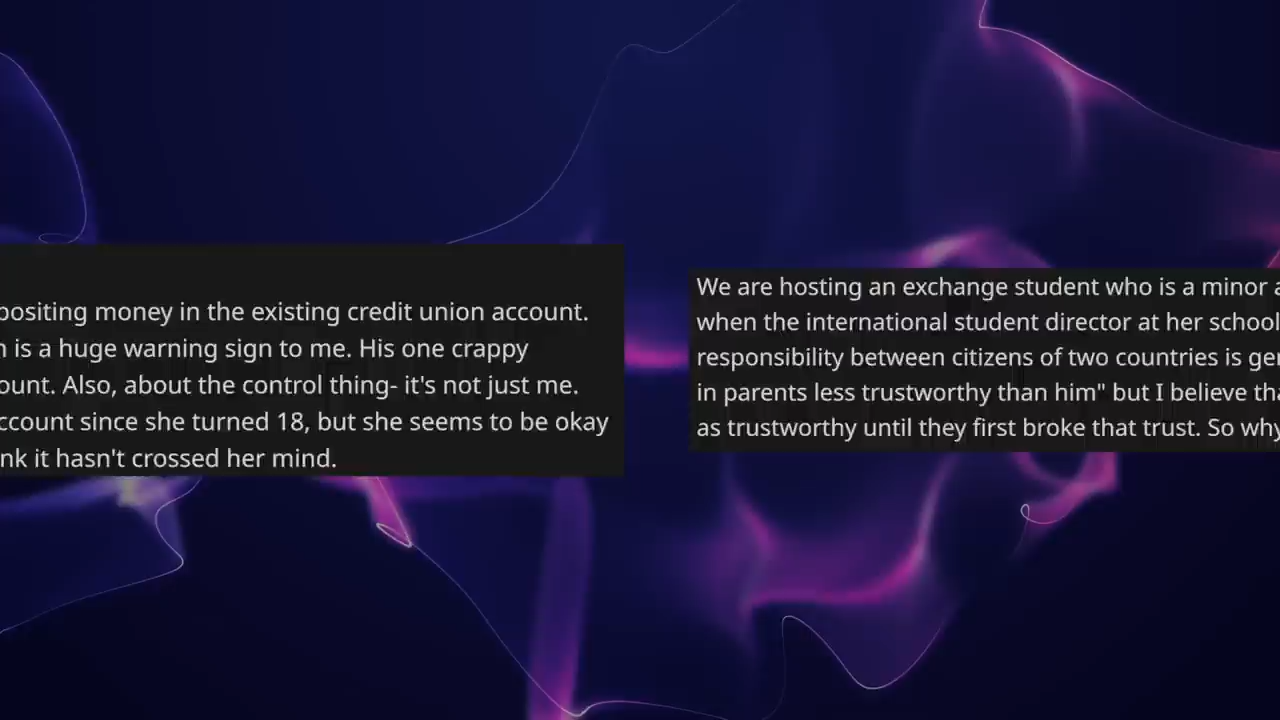 positing money in the existing credit union account.
is a huge warning sign to me. His one crappy
ount. Also, about the control thing- it's not just me.
ccount since she turned 18, but she seems to be okay
nk it hasn't crossed her mind.
We are hosting an exchange student who is a minor a
when the international student director at her school
responsibility between citizens of two countries is ge
in parents less trustworthy than him" but I believe tha
as trustworthy until they first broke that trust. So why